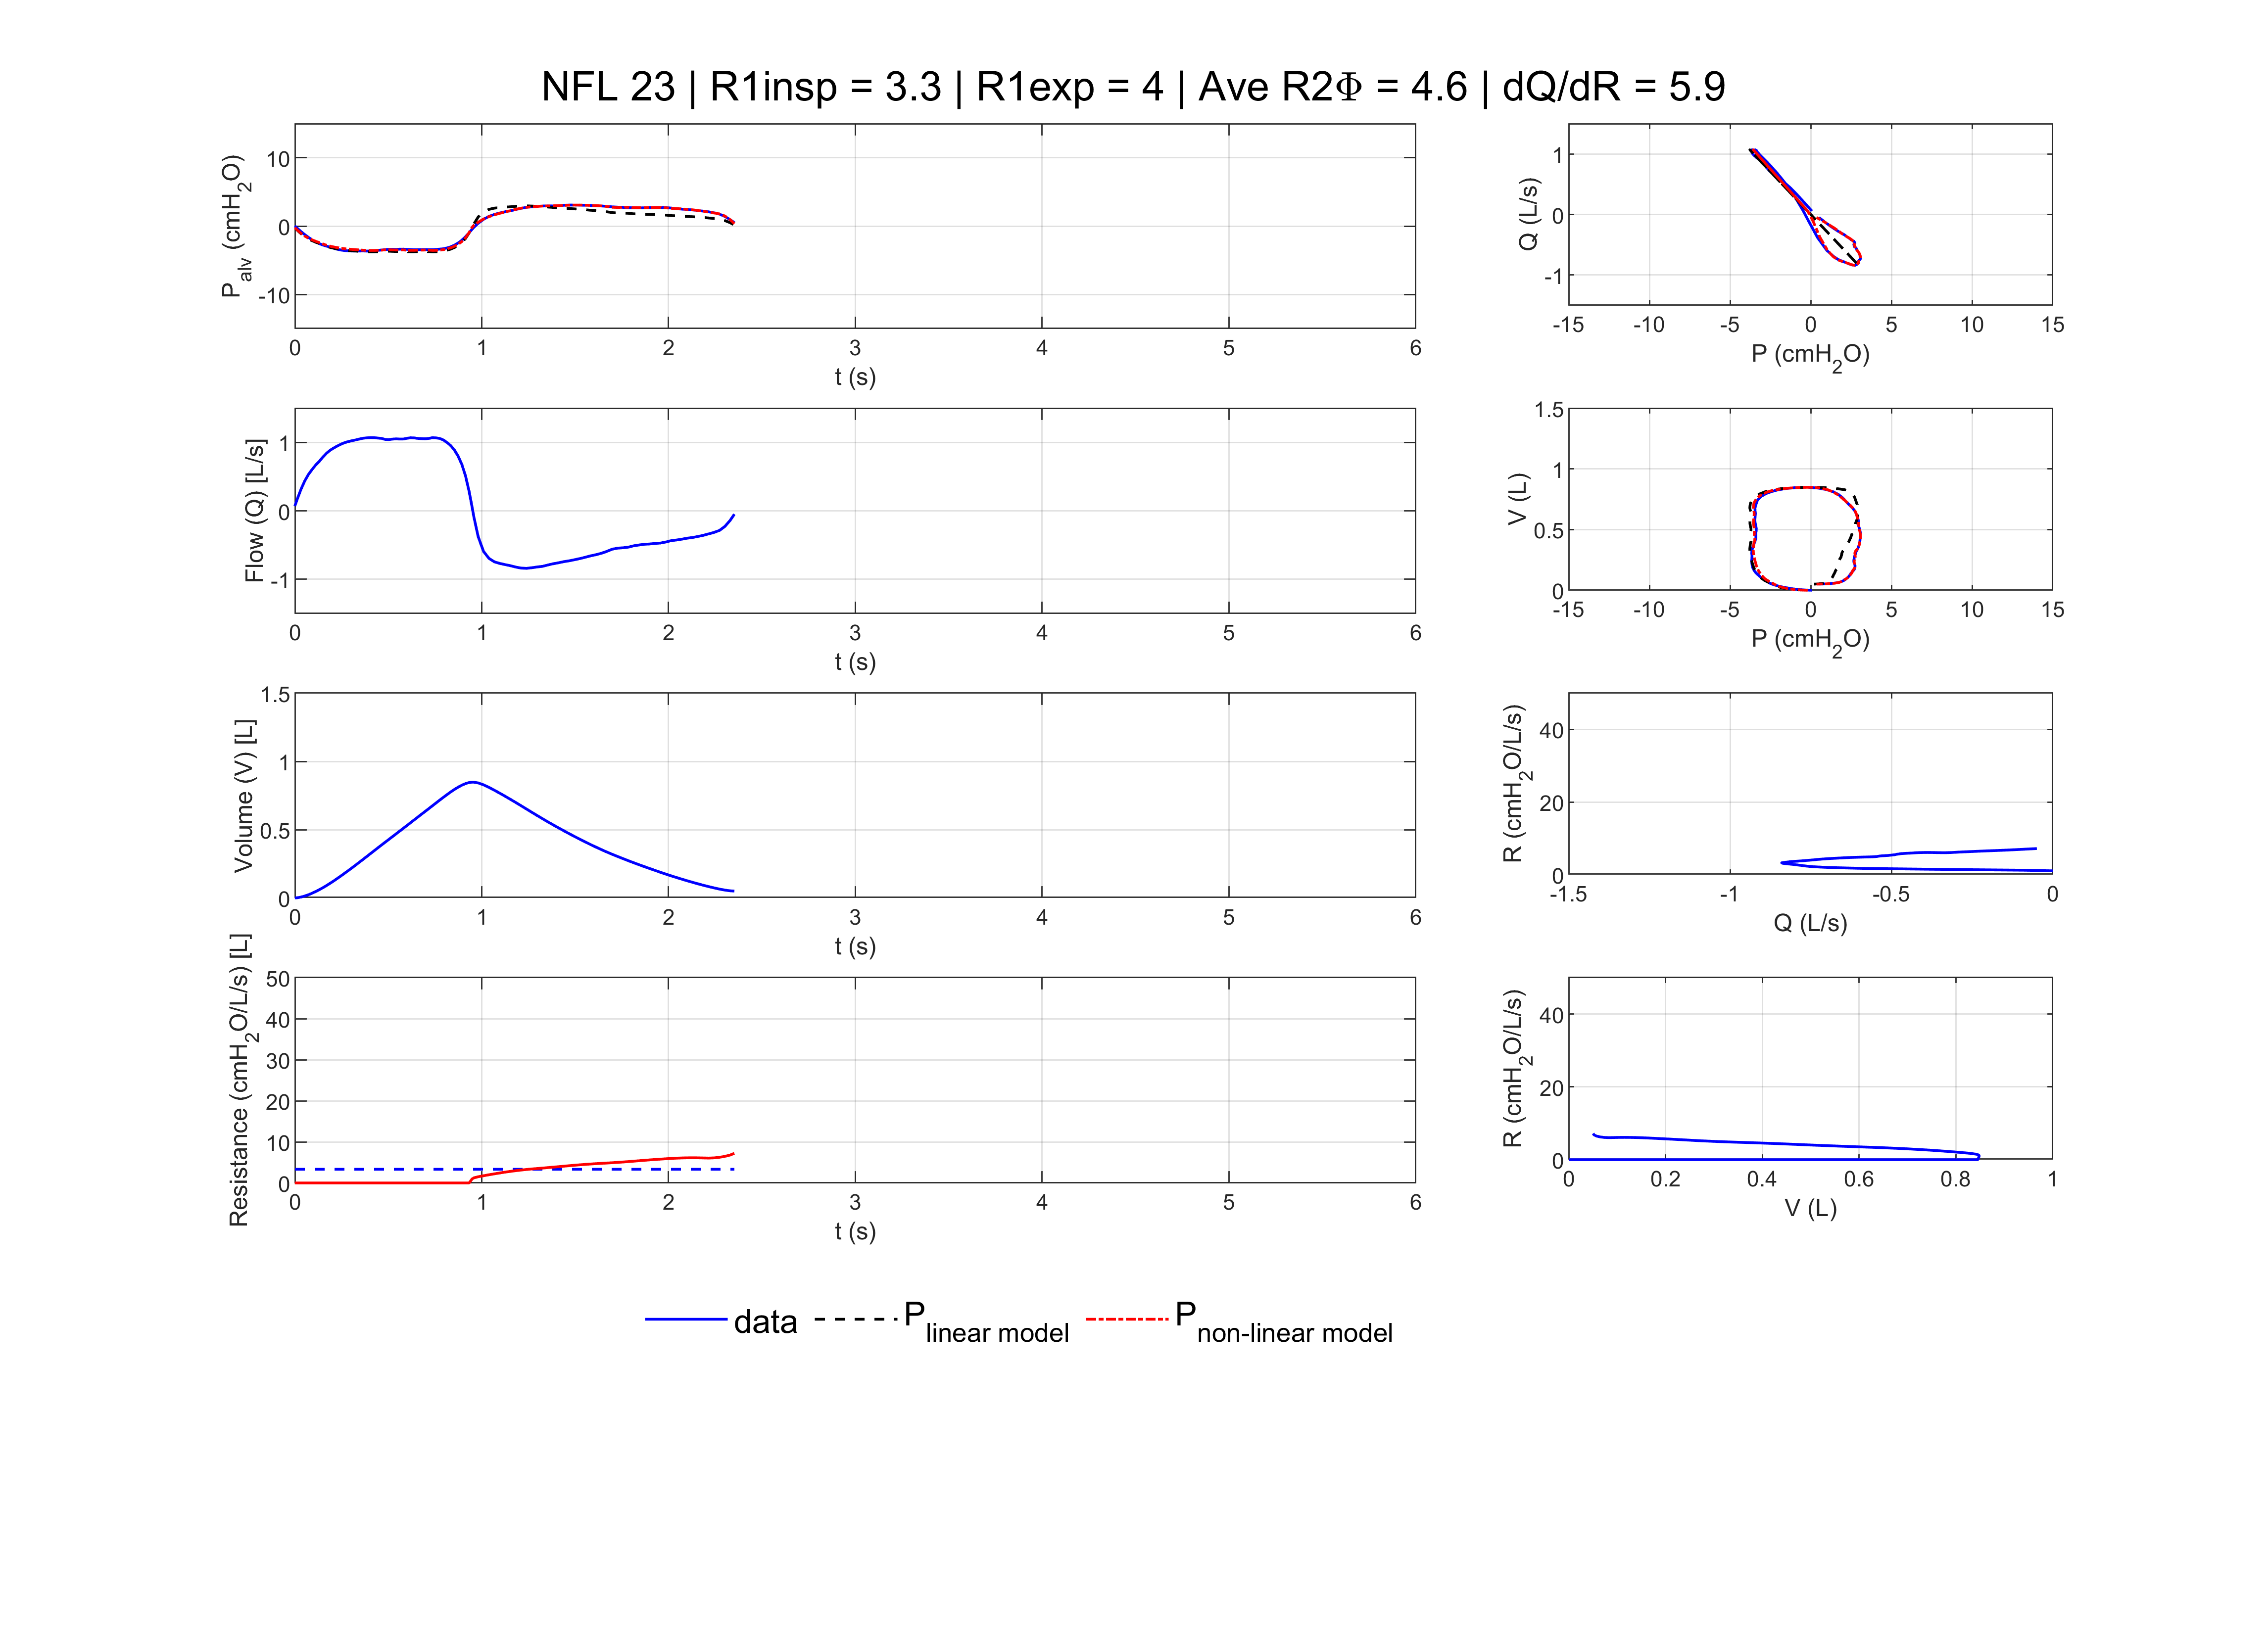 NFL 23 | R1insp = 3.3 | R1exp = 4 | Ave R2Φ = 4.6 | dQ/dR = 5.9
P_alv (cmH_2O)
10
0
-10
0 1 2 3 4 5 6
t (s)
Q (L/s)
1
0
-1
-15 -10 -5 0 5 10 15
P (cmH_2O)
Flow (Q) [L/s]
1
0
-1
0 1 2 3 4 5 6
t (s)
V (L)
1.5
1
0.5
0
-15 -10 -5 0 5 10 15
P (cmH_2O)
Volume (V) [L]
1.5
1
0.5
0
0 1 2 3 4 5 6
t (s)
R (cmH_2O/L/s)
40
20
0
-1.5 -1 -0.5 0
Q (L/s)
Resistance (cmH_2O/L/s) [L]
50
40
30
20
10
0
0 1 2 3 4 5 6
t (s)
R (cmH_2O/L/s)
40
20
0
0 0.2 0.4 0.6 0.8 1
V (L)
data P_linear model P_non-linear model